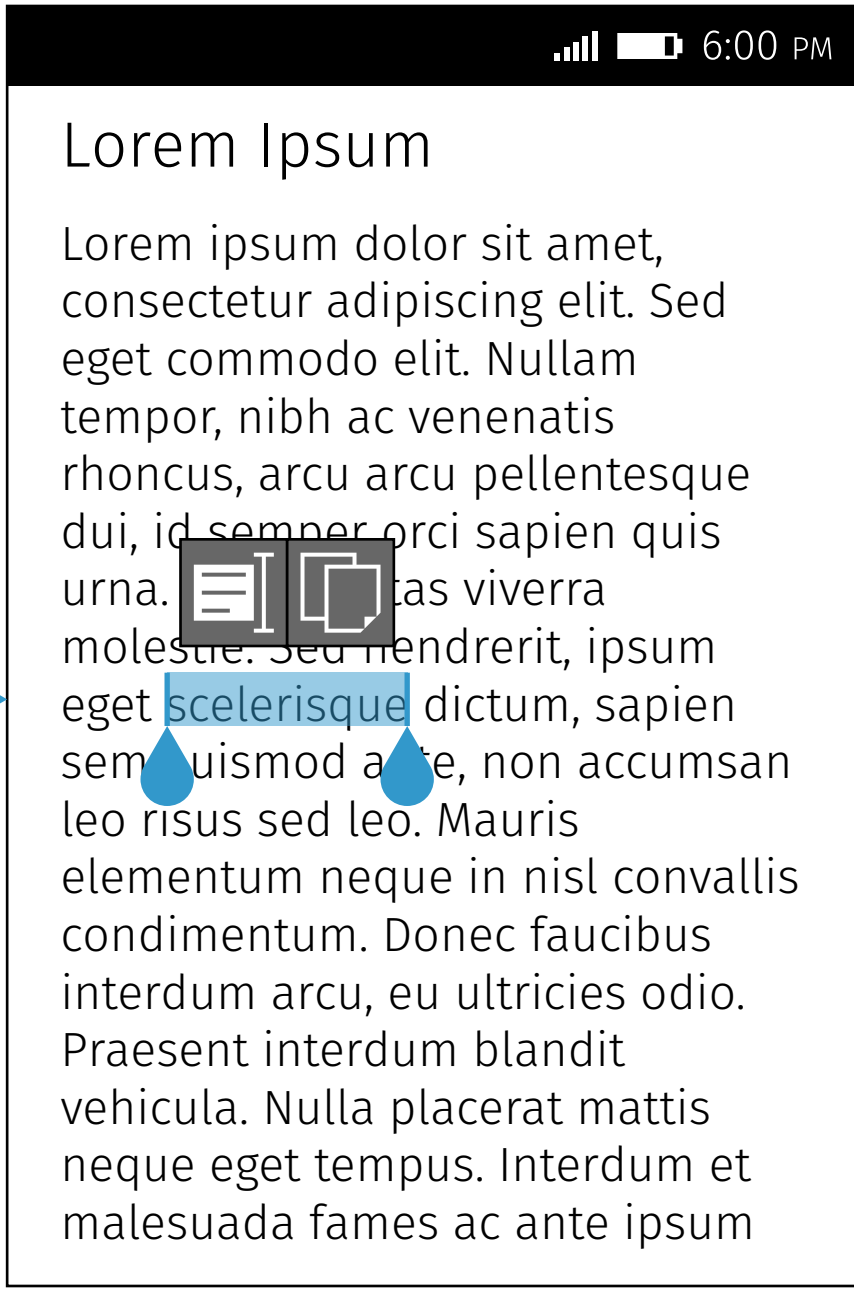 6:00 PM
Lorem Ipsum
Lorem ipsum dolor sit amet,
consectetur adipiscing elit. Sed
eget commodo elit. Nullam
tempor, nibh ac venenatis
rhoncus, arcu arcu pellentesque
dui, id semper orci sapien quis
urna. viverra
molestie. Sed hendrerit, ipsum
eget scelerisque dictum, sapien
sem, non accumsan
leo risus sed leo. Mauris
elementum neque in nisl convallis
condimentum. Donec faucibus
interdum arcu, eu ultricies odio.
Praesent interdum blandit
vehicula. Nulla placerat mattis
neque eget tempus. Interdum et
malesuada fames ac ante ipsum